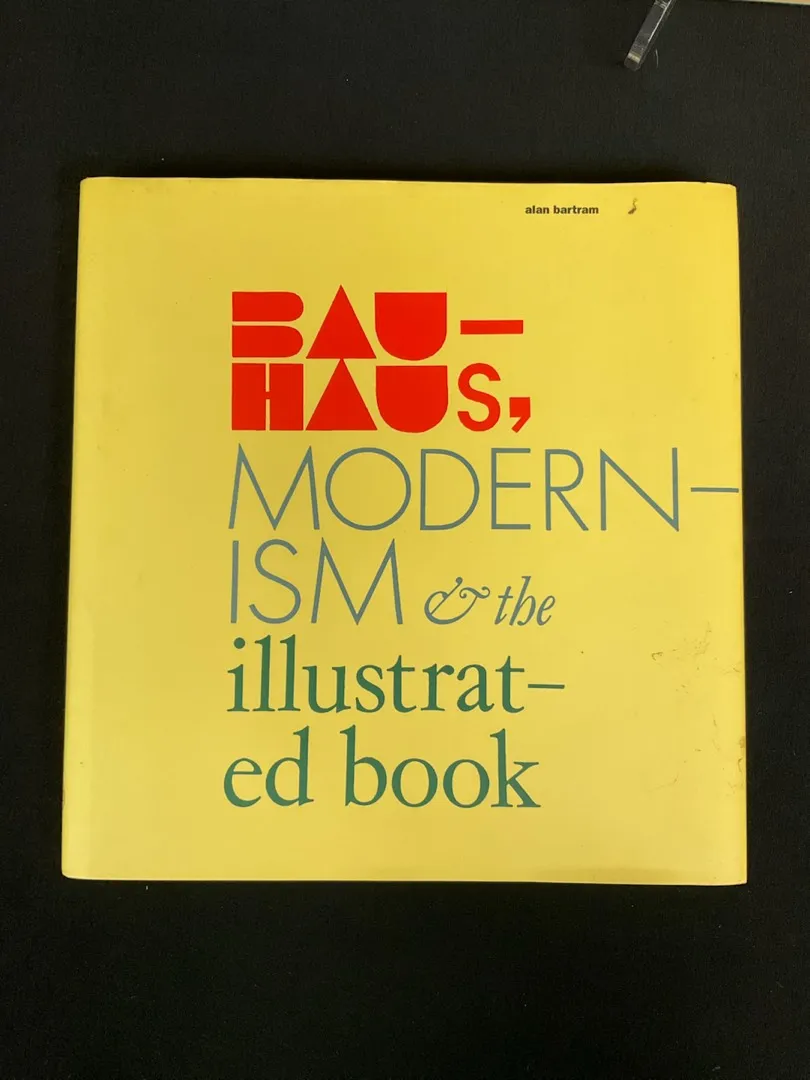 alan bartram
BAU–
HAUS,
MODERN–
ISM & the
illustrat–
ed book